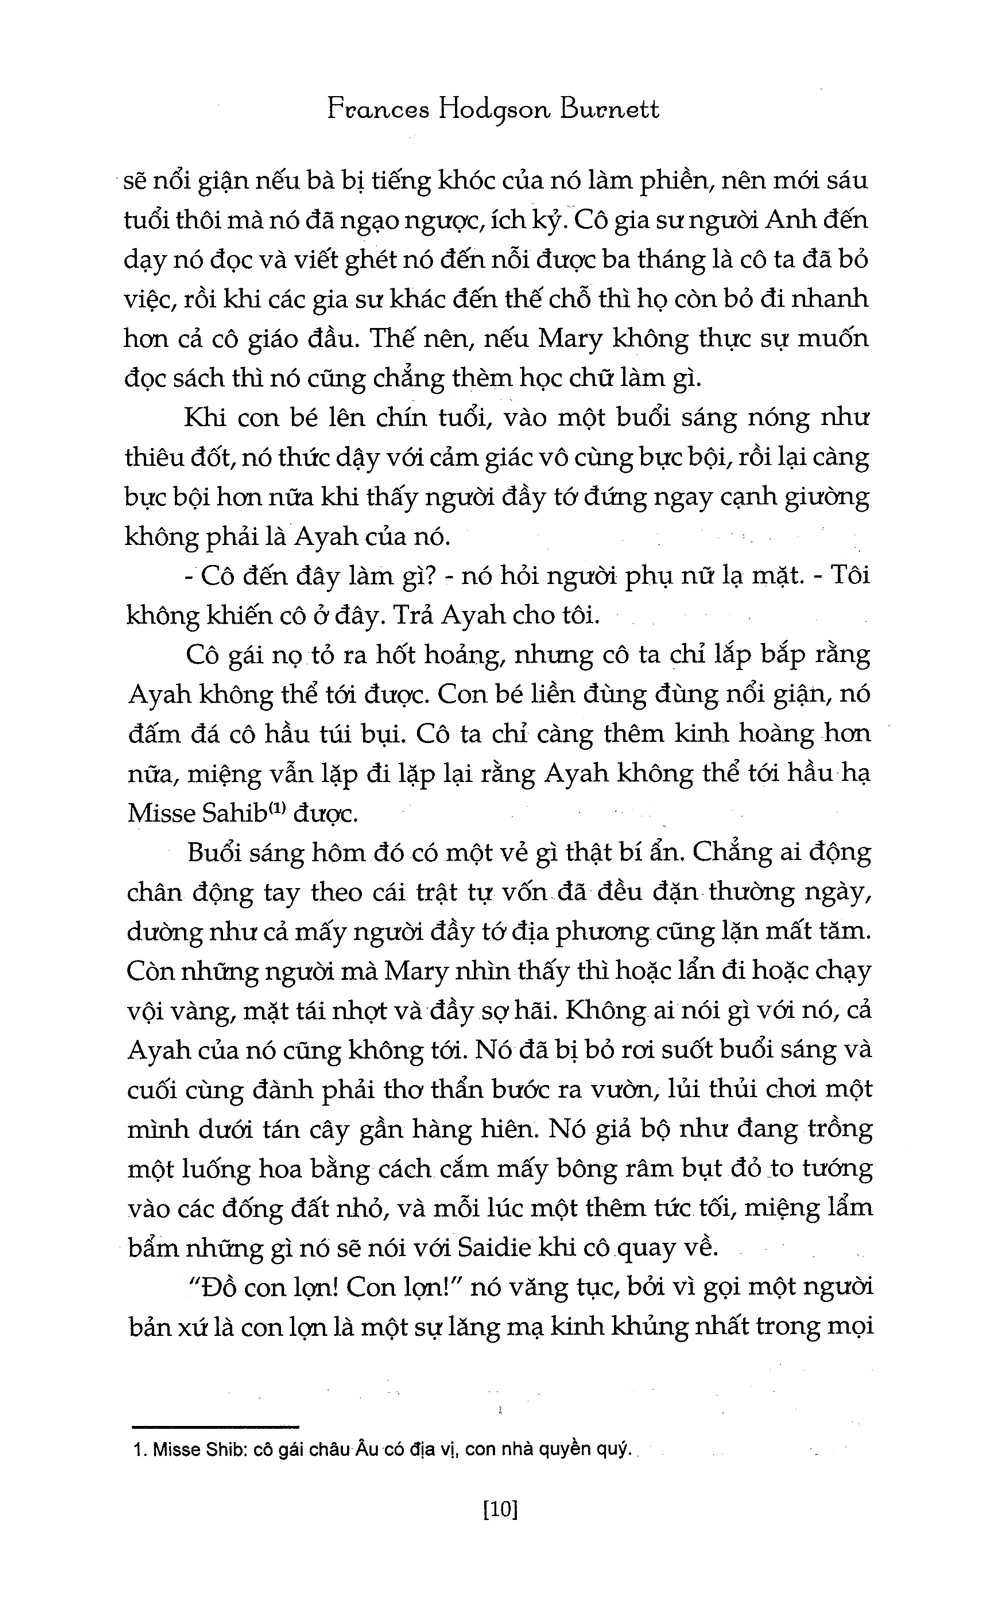 Frances Hodgson Burnett
sẽ nổi giận nếu bà bị tiếng khóc của nó làm phiền, nên mới sáu
tuổi thôi mà nó đã ngạo ngược, ích kỷ. Cô gia sư người Anh đến
dạy nó đọc và viết ghét nó đến nỗi được ba tháng là cô ta đã bỏ
việc, rồi khi các gia sư khác đến thế chỗ thì họ còn bỏ đi nhanh
hơn cả cô giáo đầu. Thế nên, nếu Mary không thực sự muốn
đọc sách thì nó cũng chẳng thèm học chữ làm gì.
Khi con bé lên chín tuổi, vào một buổi sáng nóng như
thiêu đốt, nó thức dậy với cảm giác vô cùng bực bội, rồi lại càng
bực bội hơn nữa khi thấy người đầy tớ đứng ngay cạnh giường
không phải là Ayah của nó.
- Cô đến đây làm gì? - nó hỏi người phụ nữ lạ mặt. - Tôi
không khiến cô ở đây. Trả Ayah cho tôi.
Cô gái nọ tỏ ra hốt hoảng, nhưng cô ta chỉ lắp bắp rằng
Ayah không thể tới được. Con bé liền đùng đùng nổi giận, nó
đấm đá cô hầu túi bụi. Cô ta chỉ càng thêm kinh hoàng hơn
nữa, miệng vẫn lặp đi lặp lại rằng Ayah không thể tới hầu hạ
Misse Sahib(1) được.
Buổi sáng hôm đó có một vẻ gì thật bí ẩn. Chẳng ai động
chân động tay theo cái trật tự vốn đã đều đặn thường ngày,
dường như cả mấy người đầy tớ địa phương cũng lặn mất tăm.
Còn những người mà Mary nhìn thấy thì hoặc lẩn đi hoặc chạy
vội vàng, mặt tái nhợt và đầy sợ hãi. Không ai nói gì với nó, cả
Ayah của nó cũng không tới. Nó đã bị bỏ rơi suốt buổi sáng và
cuối cùng đành phải thơ thẩn bước ra vườn, lủi thủi chơi một
mình dưới tán cây gần hàng hiên. Nó giả bộ như đang trồng
một luống hoa bằng cách cắm mấy bông râm bụt đỏ to tướng
vào các đống đất nhỏ, và mỗi lúc một thêm tức tối, miệng lẩm
bẩm những gì nó sẽ nói với Saidie khi cô quay về.
"Đồ con lợn! Con lợn!" nó văng tục, bởi vì gọi một người
bản xứ là con lợn là một sự lăng mạ kinh khủng nhất trong mọi
1. Misse Shib: cô gái châu Âu có địa vị, con nhà quyền quý.
[10]